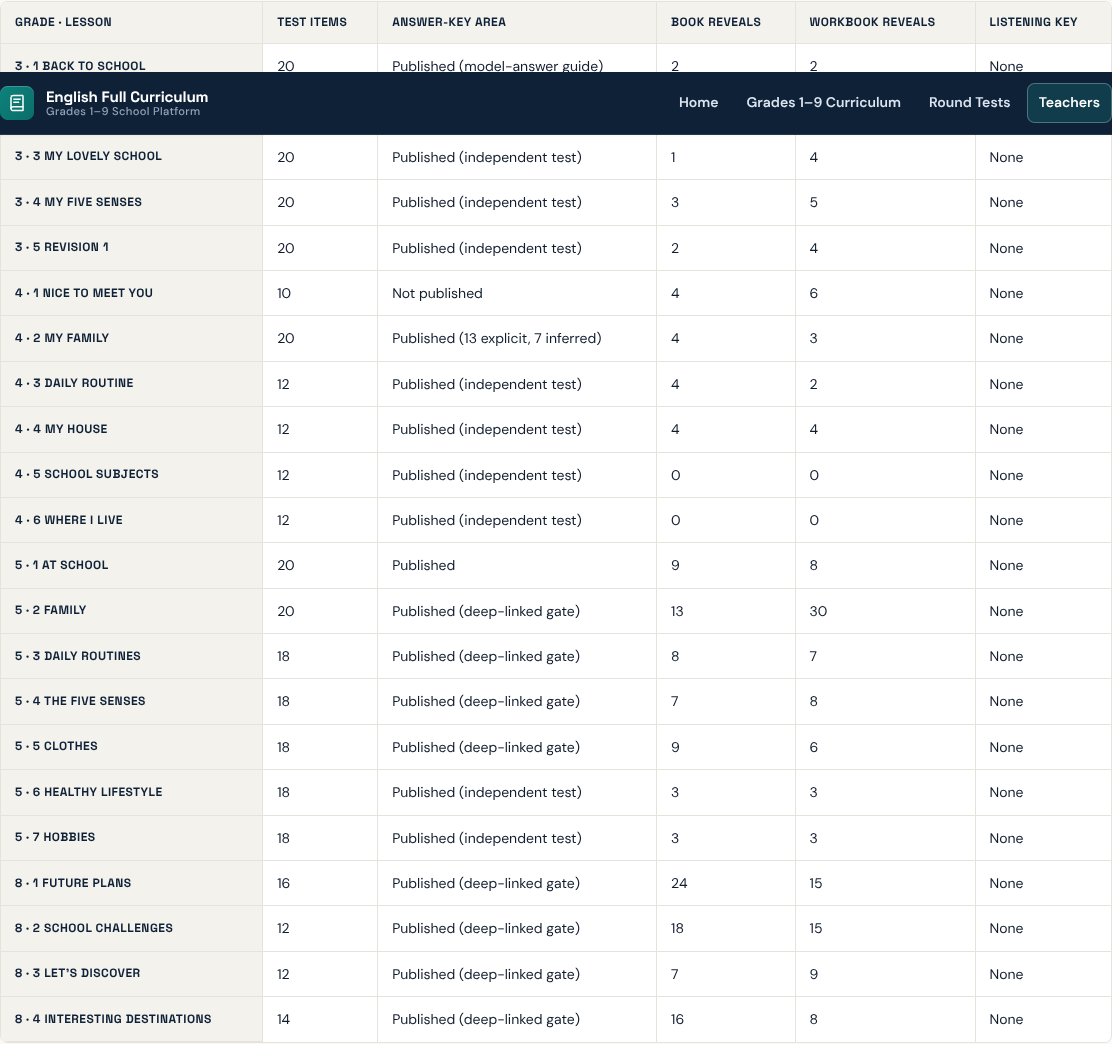 GRADE · LESSON TEST ITEMS ANSWER-KEY AREA BOOK REVEALS WORKBOOK REVEALS LISTENING KEY
3 · 1 BACK TO SCHOOL 20 Published (model-answer guide) 2 2 None
English Full Curriculum
Grades 1–9 School Platform
Home Grades 1–9 Curriculum Round Tests Teachers
3 · 3 MY LOVELY SCHOOL 20 Published (independent test) 1 4 None
3 · 4 MY FIVE SENSES 20 Published (independent test) 3 5 None
3 · 5 REVISION 1 20 Published (independent test) 2 4 None
4 · 1 NICE TO MEET YOU 10 Not published 4 6 None
4 · 2 MY FAMILY 20 Published (13 explicit, 7 inferred) 4 3 None
4 · 3 DAILY ROUTINE 12 Published (independent test) 4 2 None
4 · 4 MY HOUSE 12 Published (independent test) 4 4 None
4 · 5 SCHOOL SUBJECTS 12 Published (independent test) 0 0 None
4 · 6 WHERE I LIVE 12 Published (independent test) 0 0 None
5 · 1 AT SCHOOL 20 Published 9 8 None
5 · 2 FAMILY 20 Published (deep-linked gate) 13 30 None
5 · 3 DAILY ROUTINES 18 Published (deep-linked gate) 8 7 None
5 · 4 THE FIVE SENSES 18 Published (deep-linked gate) 7 8 None
5 · 5 CLOTHES 18 Published (deep-linked gate) 9 6 None
5 · 6 HEALTHY LIFESTYLE 18 Published (independent test) 3 3 None
5 · 7 HOBBIES 18 Published (independent test) 3 3 None
8 · 1 FUTURE PLANS 16 Published (deep-linked gate) 24 15 None
8 · 2 SCHOOL CHALLENGES 12 Published (deep-linked gate) 18 15 None
8 · 3 LET'S DISCOVER 12 Published (deep-linked gate) 7 9 None
8 · 4 INTERESTING DESTINATIONS 14 Published (deep-linked gate) 16 8 None